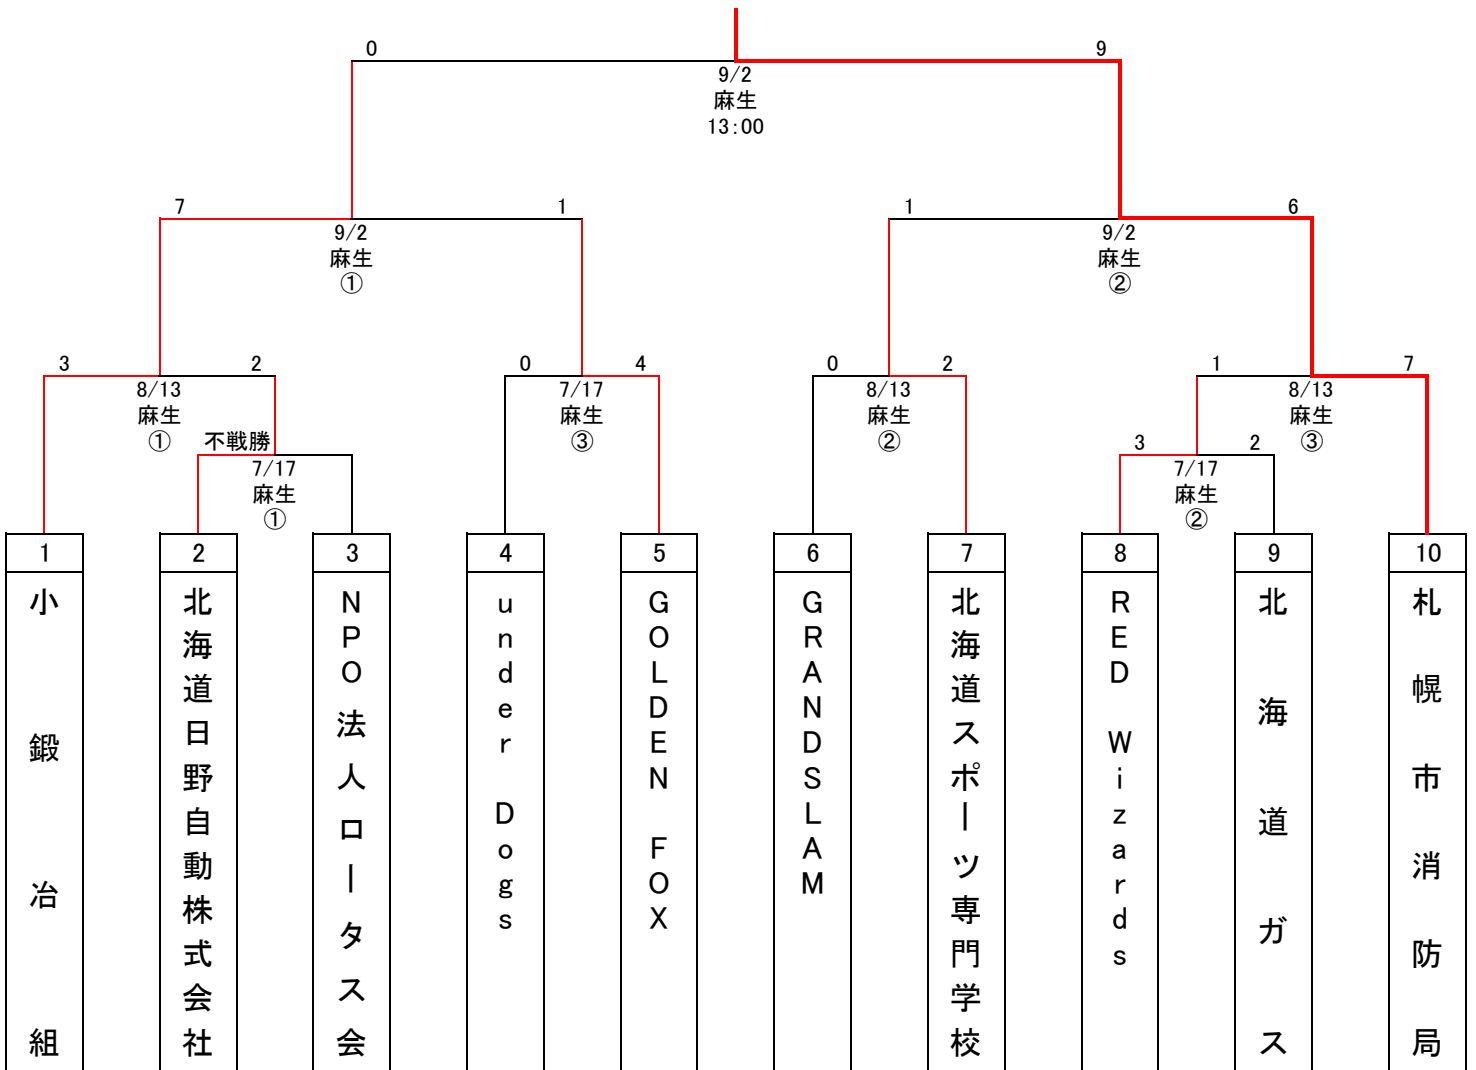 0
9
9/2
麻生
13:00
7
1
9/2
麻生
①
1
6
9/2
麻生
②
3
2
8/13
麻生
①
0
4
7/17
麻生
③
0
2
8/13
麻生
②
1
7
8/13
麻生
③
不戦勝
7/17
麻生
①
3
2
7/17
麻生
②
1
小鍛冶組
2
北海道日野自動株式会社
3
NPO法人ロータス会
4
under Dogs
5
GOLDEN FOX
6
GRANDSLAM
7
北海道スポーツ専門学校
8
RED Wizards
9
北海道ガス
10
札幌市消防局